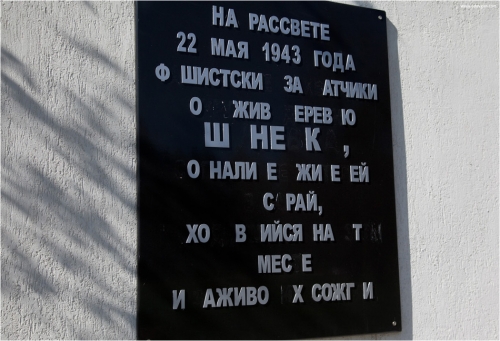 НА РАССВЕТЕ
22 МАЯ 1943 ГОДА
Ф ШИСТСКИ ЗА АТЧИКИ
О ЖИВ ЕРЕВ Ю
Ш НЕ К ,
О НАЛИ Е ЖИ Е ЕЙ
С РАЙ,
ХО В ИЙСЯ НА Т
МЕС Е
И АЖИВО Х СОЖГ И